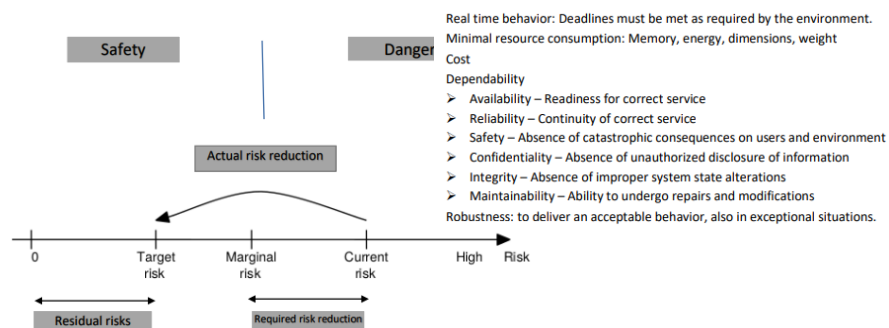 Safety
Danger
Actual risk reduction
0
Target
risk
Marginal
risk
Current
risk
High
Risk
Residual risks
Required risk reduction
Real time behavior: Deadlines must be met as required by the environment.
Minimal resource consumption: Memory, energy, dimensions, weight
Cost
Dependability
➢ Availability – Readiness for correct service
➢ Reliability – Continuity of correct service
➢ Safety – Absence of catastrophic consequences on users and environment
➢ Confidentiality – Absence of unauthorized disclosure of information
➢ Integrity – Absence of improper system state alterations
➢ Maintainability – Ability to undergo repairs and modifications
Robustness: to deliver an acceptable behavior, also in exceptional situations.